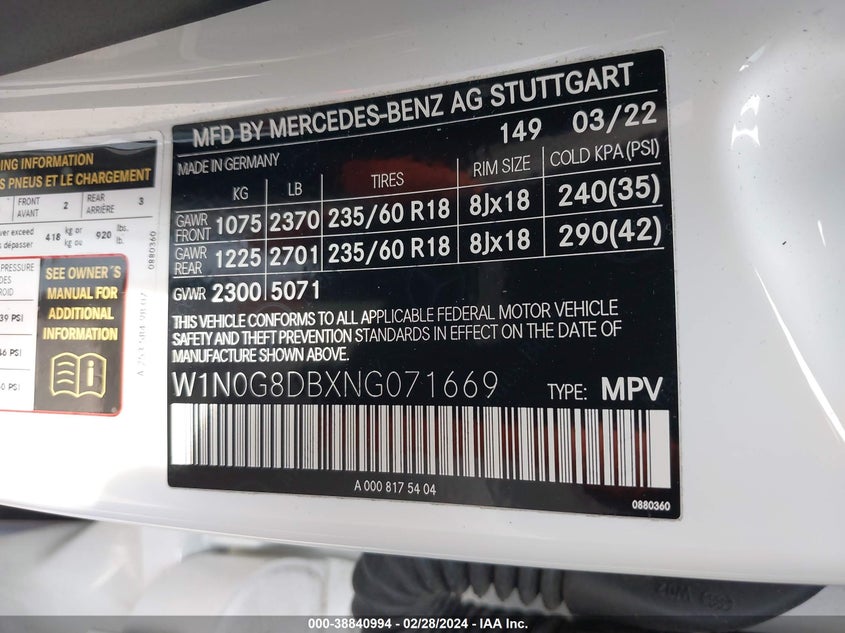 MFD BY MERCEDES-BENZ AG STUTTGART
149 03/22
MADE IN GERMANY
KG LB TIRES RIM SIZE COLD KPA (PSI)
GAWR FRONT 1075 2370 235/60 R18 8Jx18 240(35)
GAWR REAR 1225 2701 235/60 R18 8Jx18 290(42)
GVWR 2300 5071
THIS VEHICLE CONFORMS TO ALL APPLICABLE FEDERAL MOTOR VEHICLE
SAFETY AND THEFT PREVENTION STANDARDS IN EFFECT ON THE DATE OF
MANUFACTURE SHOWN ABOVE.
W1N0G8DBXNG071669 TYPE: MPV
A 000 817 54 04
0880360
INFORMATION
PNEUS ET LE CHARGEMENT
FRONT 2 REAR 3
AVANT ARRIÈRE
exceed 418 kg or 920 lbs.
dépasser kg ou lb.
0880360
PRESSURE
SEE OWNER'S
MANUAL FOR
ADDITIONAL
INFORMATION
PSI
PSI
PSI
000-38840994 - 02/28/2024 - IAA Inc.